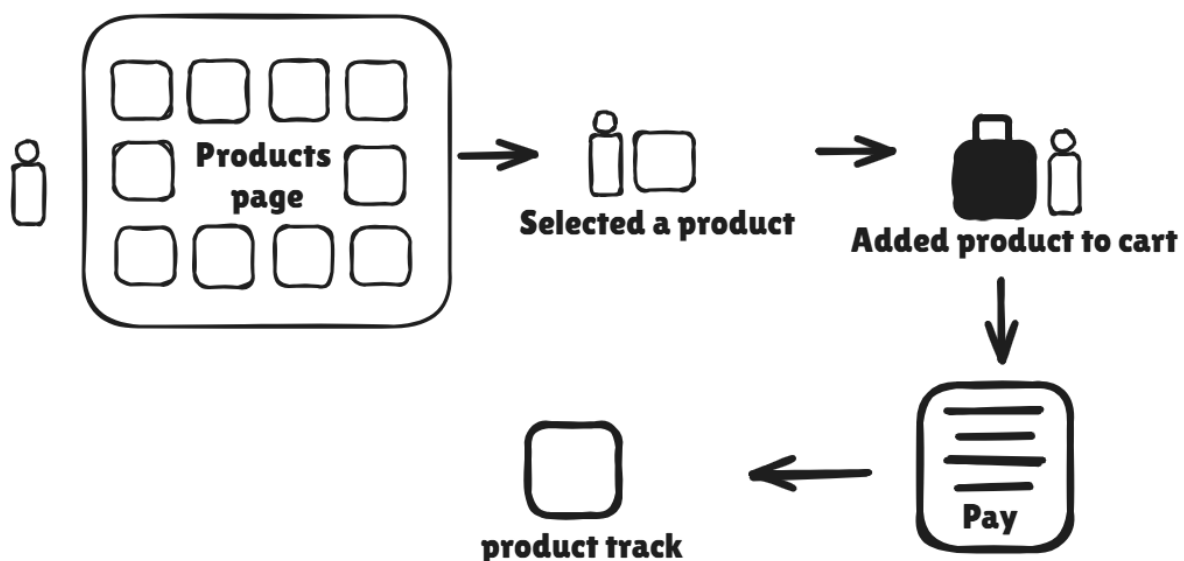 Products
page
Selected a product
Added product to cart
Pay
product track